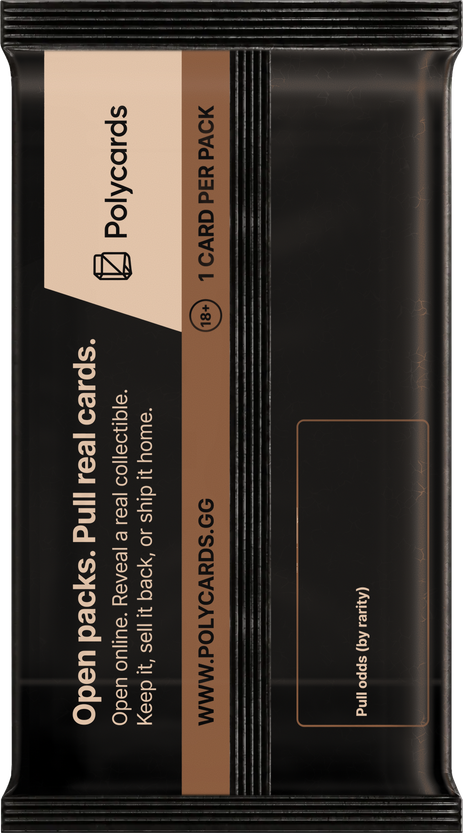 Polycards
Open packs. Pull real cards.
Open online. Reveal a real collectible.
Keep it, sell it back, or ship it home.
WWW.POLYCARDS.GG
18+
1 CARD PER PACK
Pull odds (by rarity)